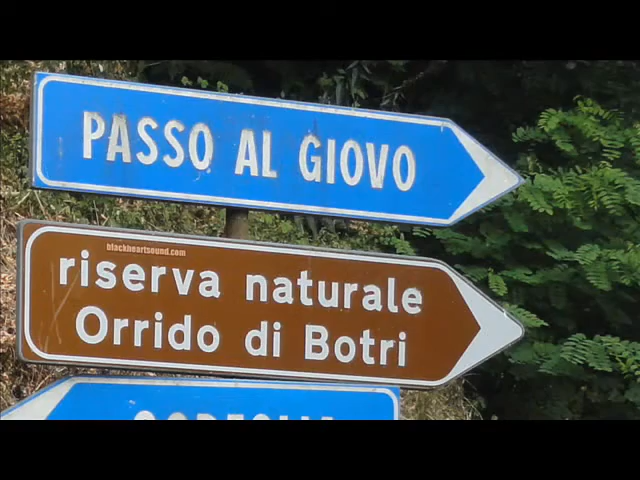 PASSO AL GIOVO
blackheartsound.com
riserva naturale
Orrido di Botri